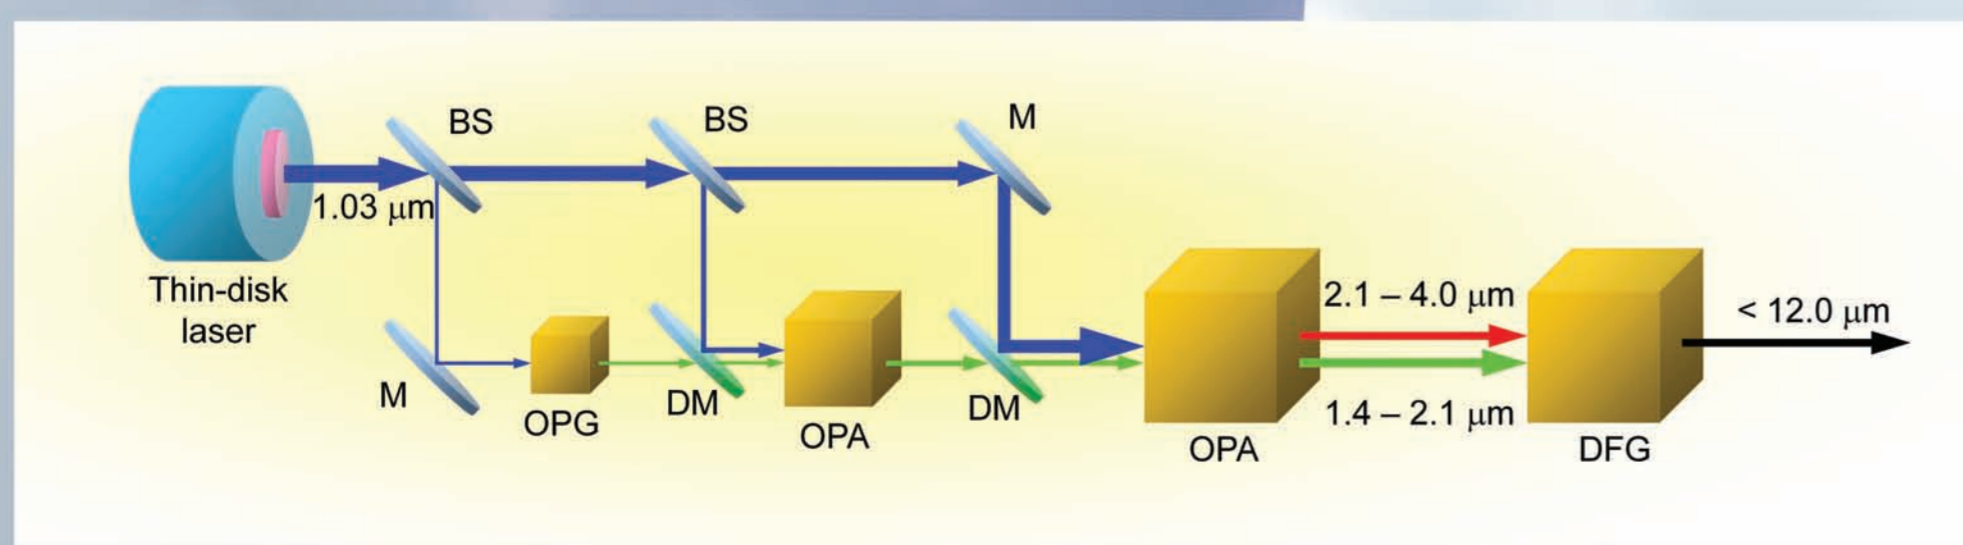 BS
BS
M
1.03 μm
Thin-disk
laser
M
OPG
DM
OPA
DM
OPA
2.1 – 4.0 μm
1.4 – 2.1 μm
DFG
< 12.0 μm